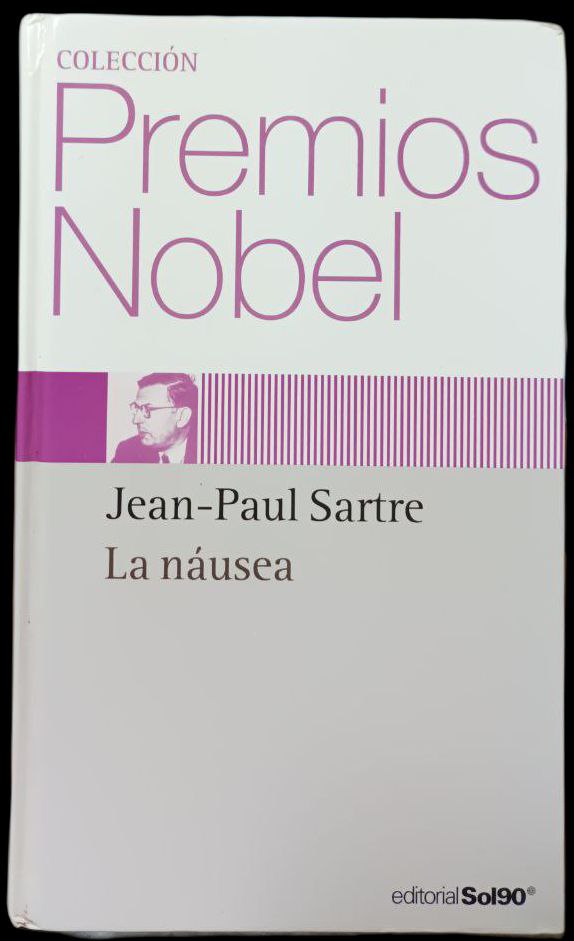 COLECCIÓN
Premios
Nobel
Jean-Paul Sartre
La náusea
editorial Sol90®